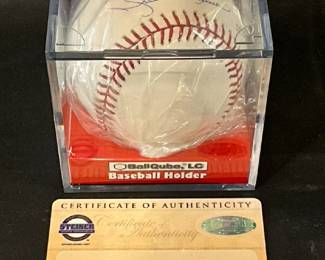 BallQube, LC
Baseball Holder
CERTIFICATE OF AUTHENTICITY
STEINER
Certificate of
Authenticity